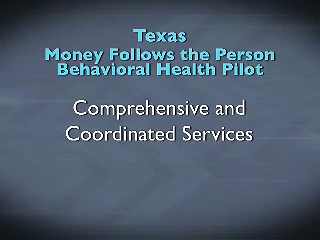 Texas
Money Follows the Person
Behavioral Health Pilot
Comprehensive and
Coordinated Services